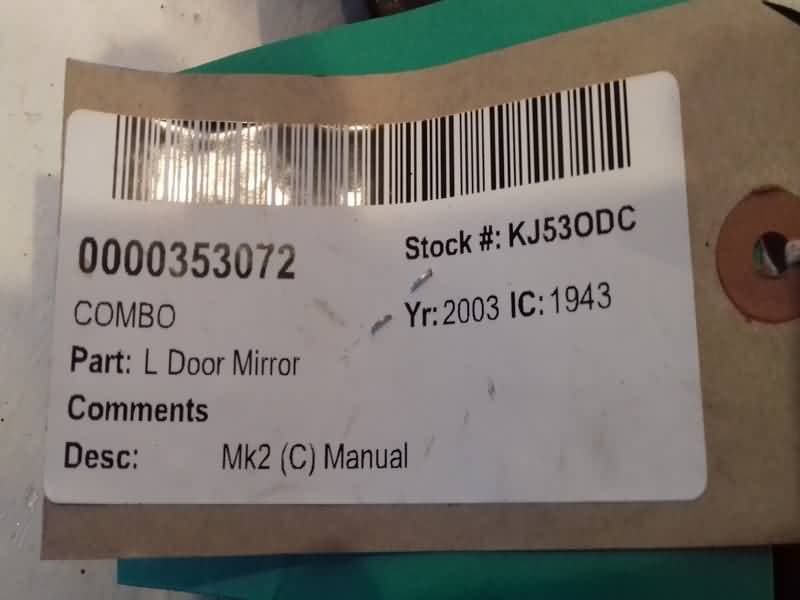 0000353072
Stock #: KJ53ODC
COMBO
Yr: 2003 IC: 1943
Part: L Door Mirror
Comments
Desc: Mk2 (C) Manual